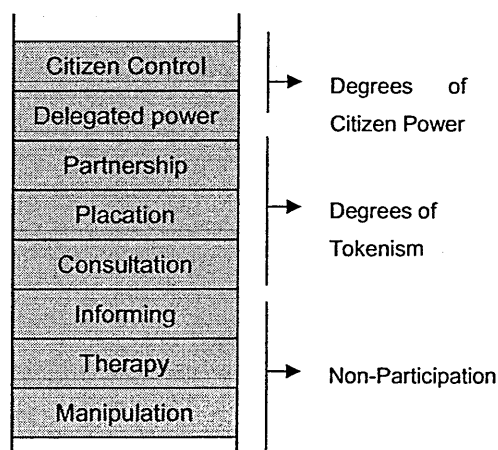 Citizen Control
Delegated power
Partnership
Placation
Consultation
Informing
Therapy
Manipulation
Degrees of
Citizen Power
Degrees of
Tokenism
Non-Participation